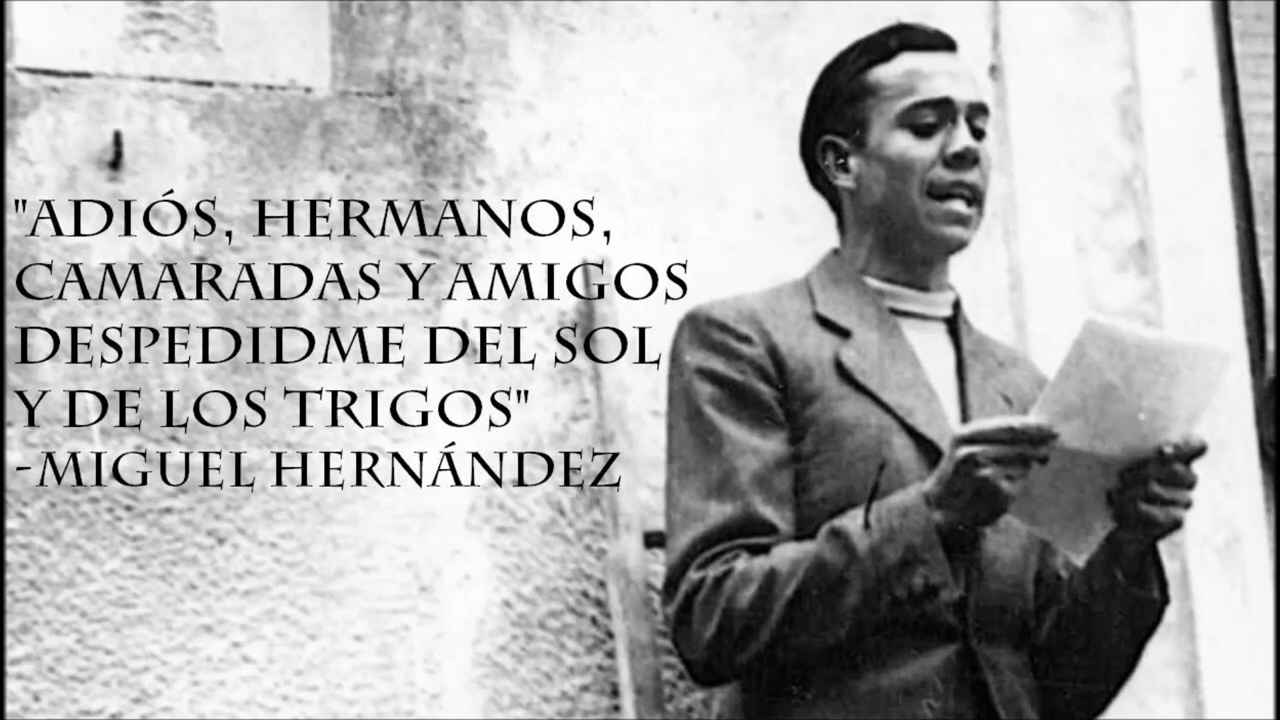 "ADIÓS, HERMANOS,
CAMARADAS Y AMIGOS
DESPEDIDME DEL SOL
Y DE LOS TRIGOS"
-MIGUEL HERNÁNDEZ